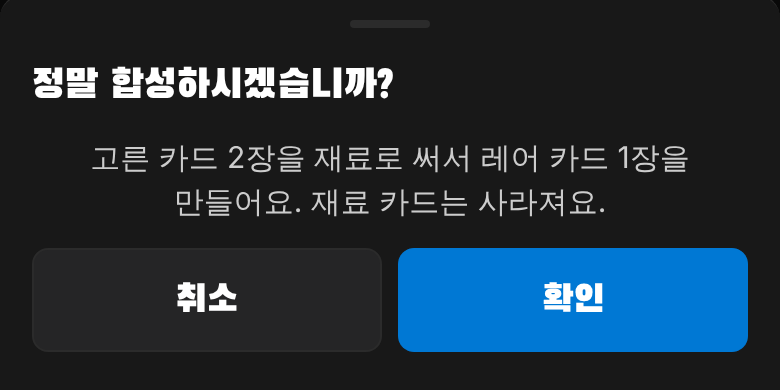 정말 합성하시겠습니까?
고른 카드 2장을 재료로 써서 레어 카드 1장을
만들어요. 재료 카드는 사라져요.
취소
확인